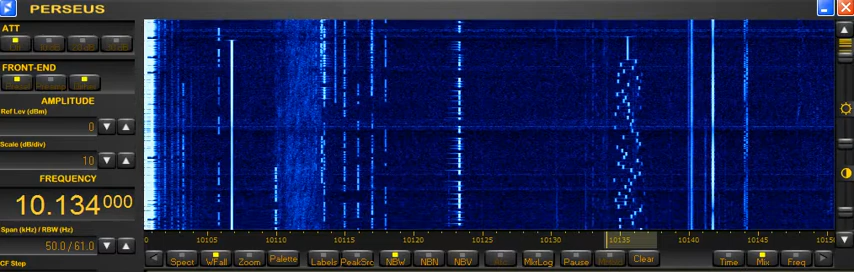 PERSEUS
ATT
FRONT-END
AMPLITUDE
Ref Lev (dBm)
0
Scale (dB/div)
10
FREQUENCY
10.134000
Span (kHz) / RBW (Hz)
50.0 / 61.0
CF Step
0 10105 10110 10115 10120 10125 10130 10135 10140 10145
Spect WFall Zoom Palette Labels PeakSrc NBW NBN NBV MixLog Pause Clear Time Mix Freq